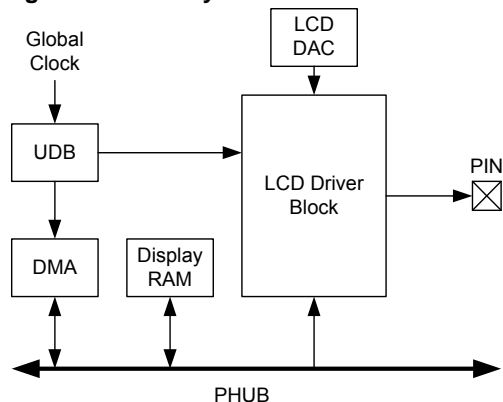 LCD
DAC
Global
Clock
UDB
LCD Driver
Block
PIN
DMA
Display
RAM
PHUB